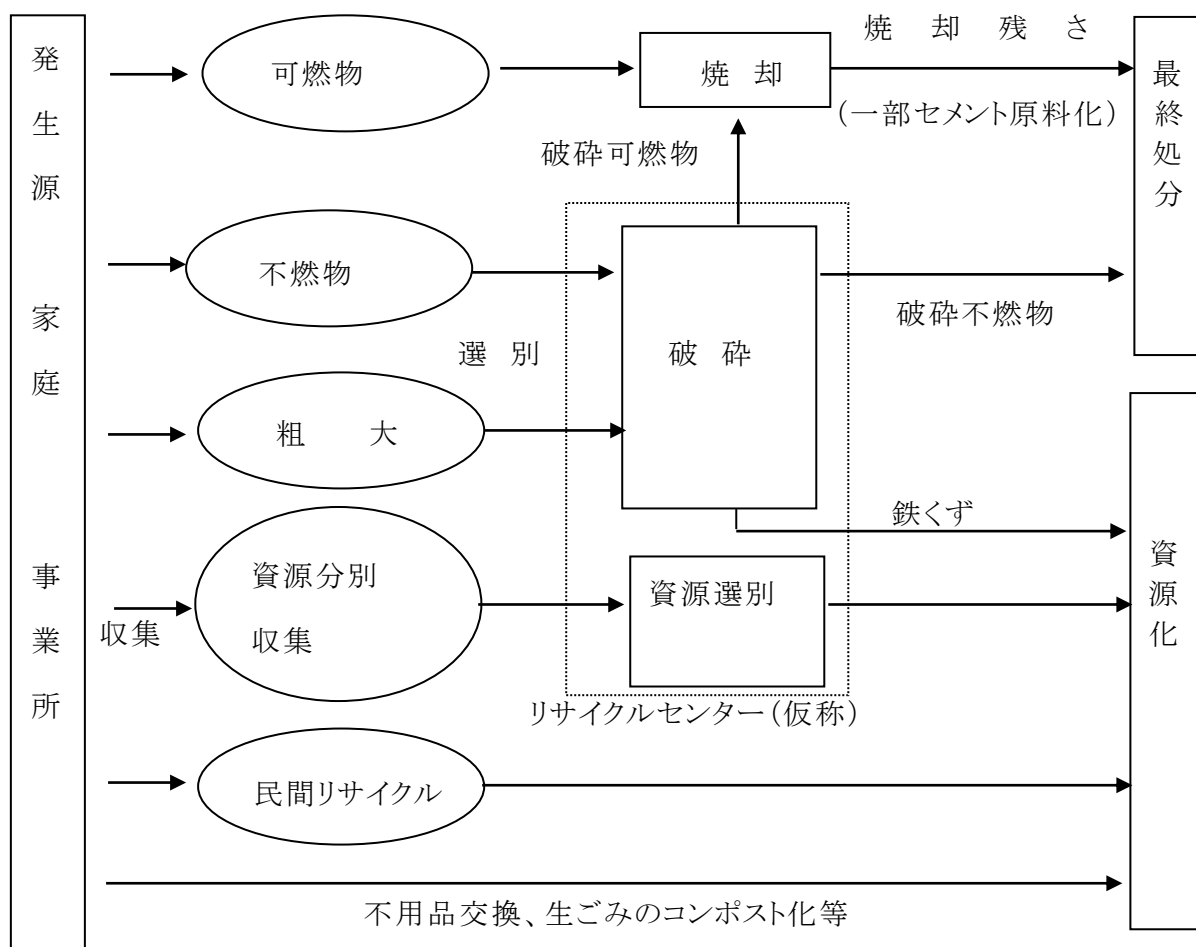 発生源　家庭　事業所
可燃物
焼却
焼却残さ
(一部セメント原料化)
最終処分
破砕可燃物
不燃物
選別
破砕
破砕不燃物
粗大
鉄くず
資源化
収集
資源分別
収集
資源選別
リサイクルセンター(仮称)
民間リサイクル
不用品交換、生ごみのコンポスト化等